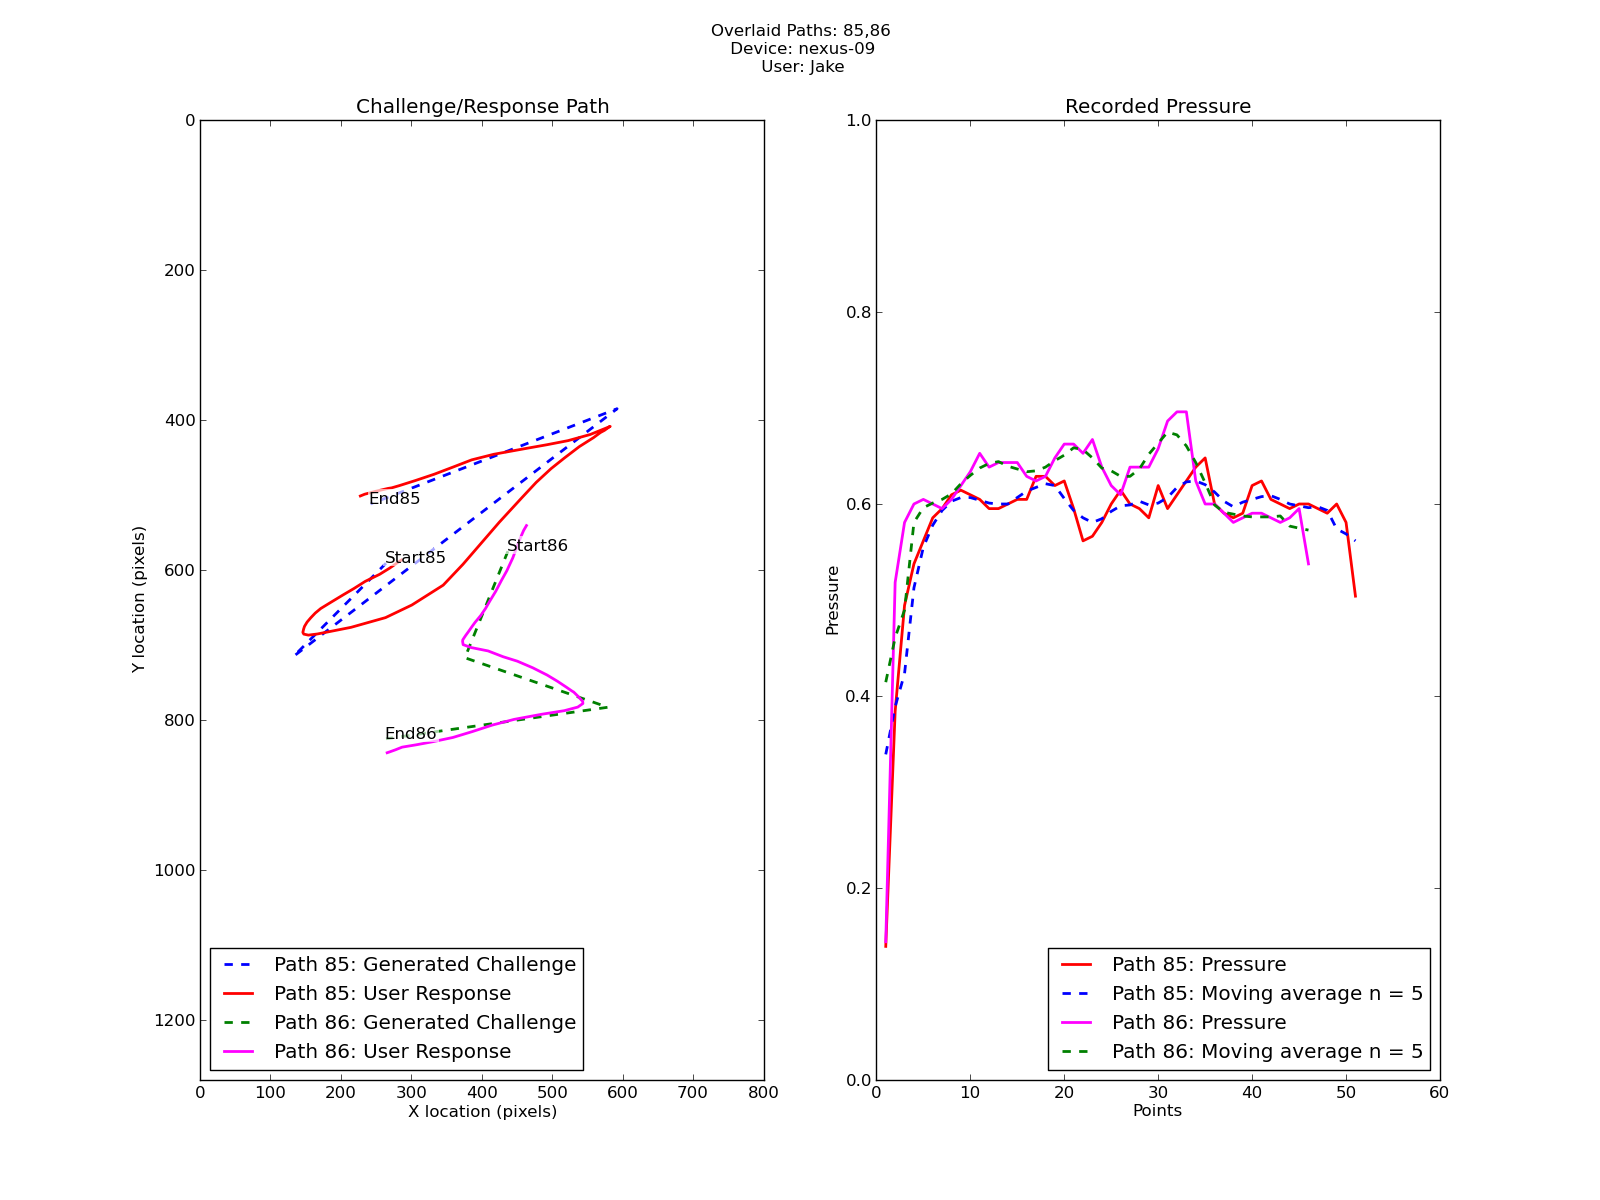 Overlaid Paths: 85,86
Device: nexus-09
User: Jake
Challenge/Response Path
0
200
400
600
800
1000
1200
Y location (pixels)
End85
Start85
Start86
End86
Path 85: Generated Challenge
Path 85: User Response
Path 86: Generated Challenge
Path 86: User Response
0 100 200 300 400 500 600 700 800
X location (pixels)
Recorded Pressure
1.0
0.8
0.6
0.4
0.2
0.0
Pressure
Path 85: Pressure
Path 85: Moving average n = 5
Path 86: Pressure
Path 86: Moving average n = 5
0 10 20 30 40 50 60
Points